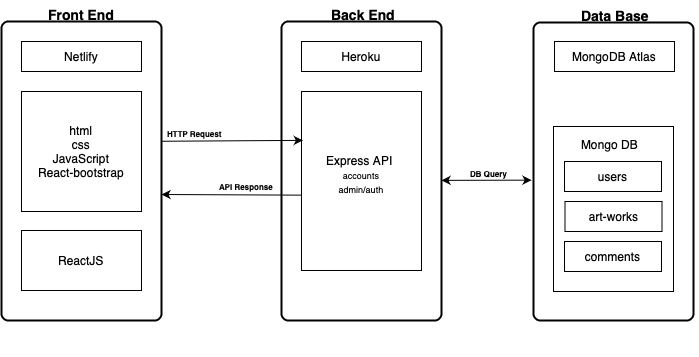 Front End
Netlify
html
css
JavaScript
React-bootstrap
ReactJS
HTTP Request
API Response
Back End
Heroku
Express API
accounts
admin/auth
DB Query
Data Base
MongoDB Atlas
Mongo DB
users
art-works
comments